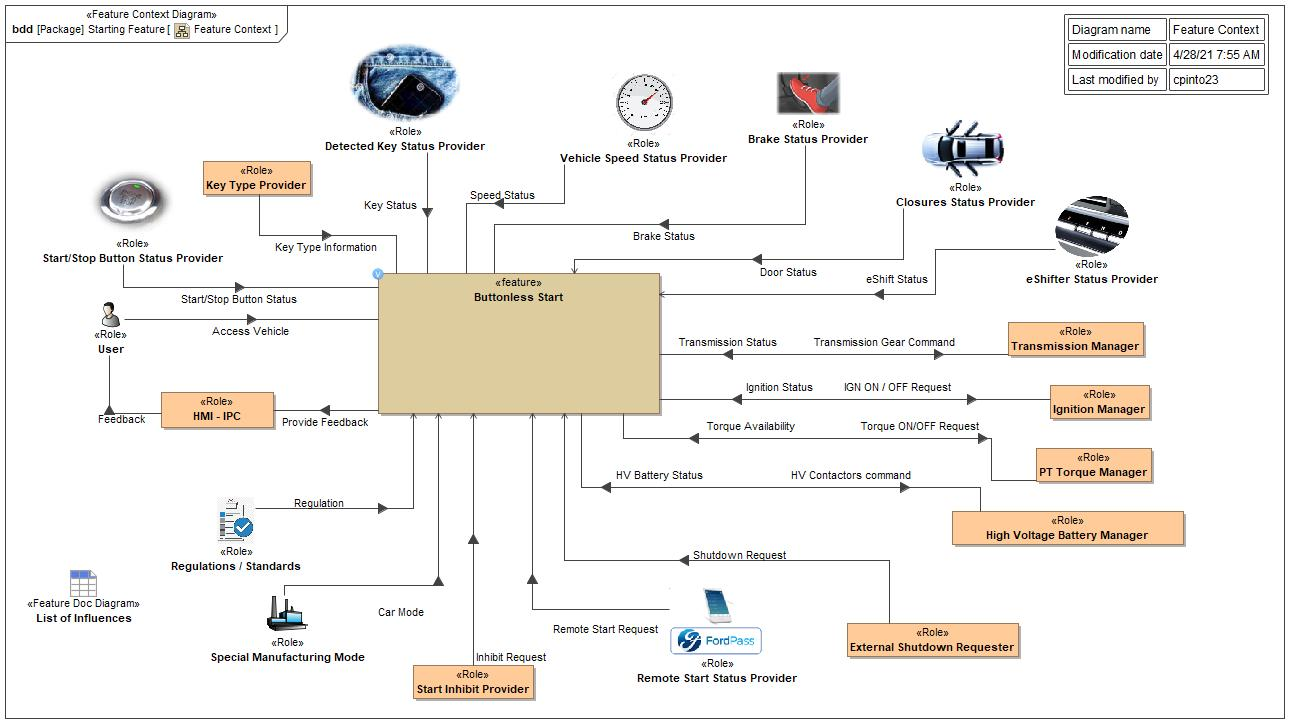 «Feature Context Diagram»
bdd [Package] Starting Feature [ Feature Context ]
Diagram name Feature Context
Modification date 4/28/21 7:55 AM
Last modified by cpinto23
«Role»
Detected Key Status Provider
«Role»
Vehicle Speed Status Provider
«Role»
Brake Status Provider
«Role»
Closures Status Provider
«Role»
Key Type Provider
«Role»
Start/Stop Button Status Provider
«Role»
eShifter Status Provider
Key Status
Speed Status
Brake Status
Key Type Information
Door Status
eShift Status
Start/Stop Button Status
«feature»
Buttonless Start
«Role»
User
Access Vehicle
Transmission Status
Transmission Gear Command
«Role»
Transmission Manager
Ignition Status
IGN ON / OFF Request
«Role»
Ignition Manager
«Role»
HMI - IPC
Feedback
Provide Feedback
Torque Availability
Torque ON/OFF Request
«Role»
PT Torque Manager
HV Battery Status
HV Contactors command
«Role»
High Voltage Battery Manager
Regulation
«Role»
Regulations / Standards
Shutdown Request
«Feature Doc Diagram»
List of Influences
Car Mode
«Role»
Special Manufacturing Mode
Remote Start Request
FordPass
«Role»
Remote Start Status Provider
«Role»
External Shutdown Requester
Inhibit Request
«Role»
Start Inhibit Provider